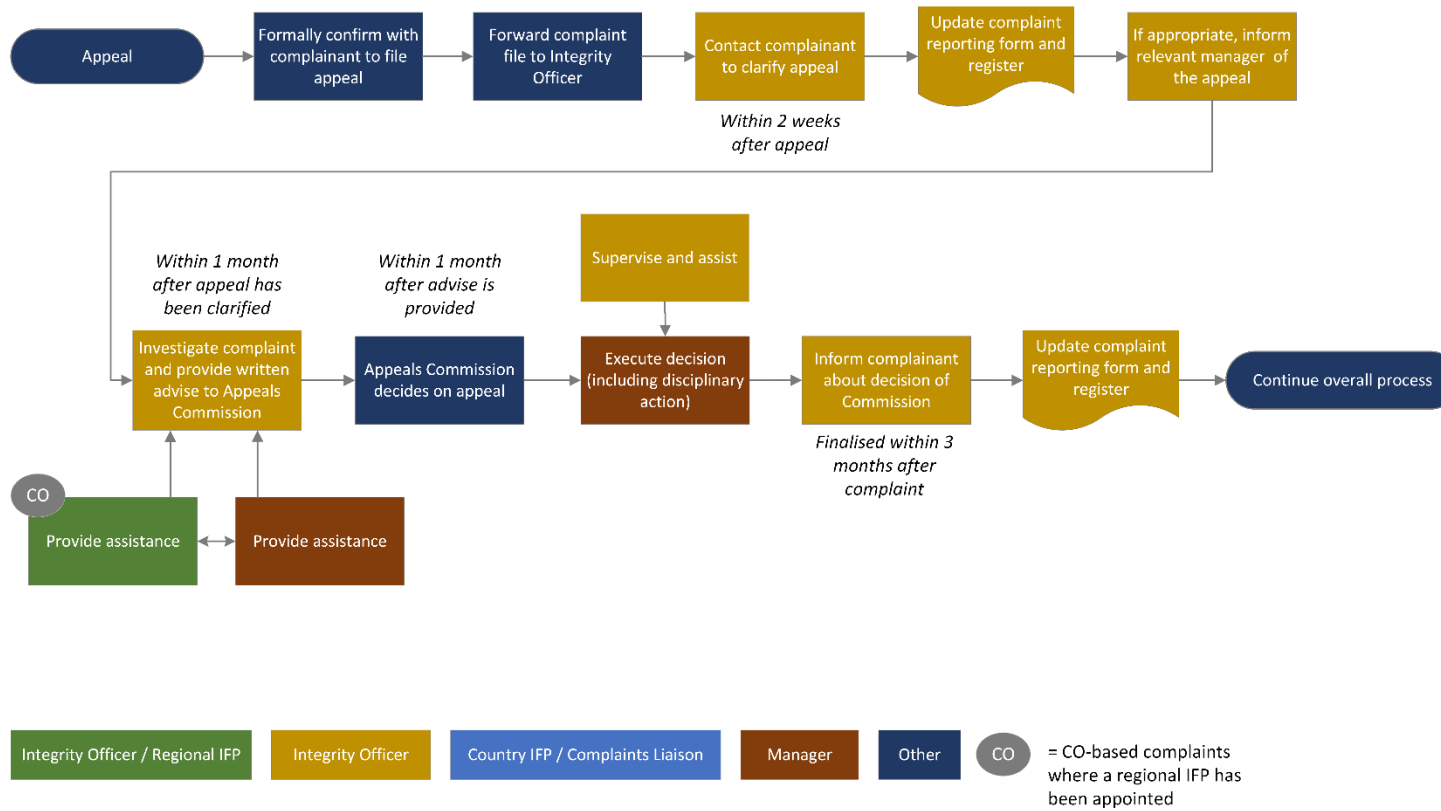 Appeal
Formally confirm with
complainant to file
appeal
Forward complaint
file to Integrity
Officer
Contact complainant
to clarify appeal
Update complaint
reporting form and
register
If appropriate, inform
relevant manager of
the appeal
Within 2 weeks
after appeal
Within 1 month
after appeal has
been clarified
Within 1 month
after advise is
provided
Supervise and assist
Investigate complaint
and provide written
advise to Appeals
Commission
Appeals Commission
decides on appeal
Execute decision
(including disciplinary
action)
Inform complainant
about decision of
Commission
Update complaint
reporting form and
register
Continue overall process
Finalised within 3
months after
complaint
CO
Provide assistance
Provide assistance
Integrity Officer / Regional IFP
Integrity Officer
Country IFP / Complaints Liaison
Manager
Other
CO
= CO-based complaints
where a regional IFP has
been appointed